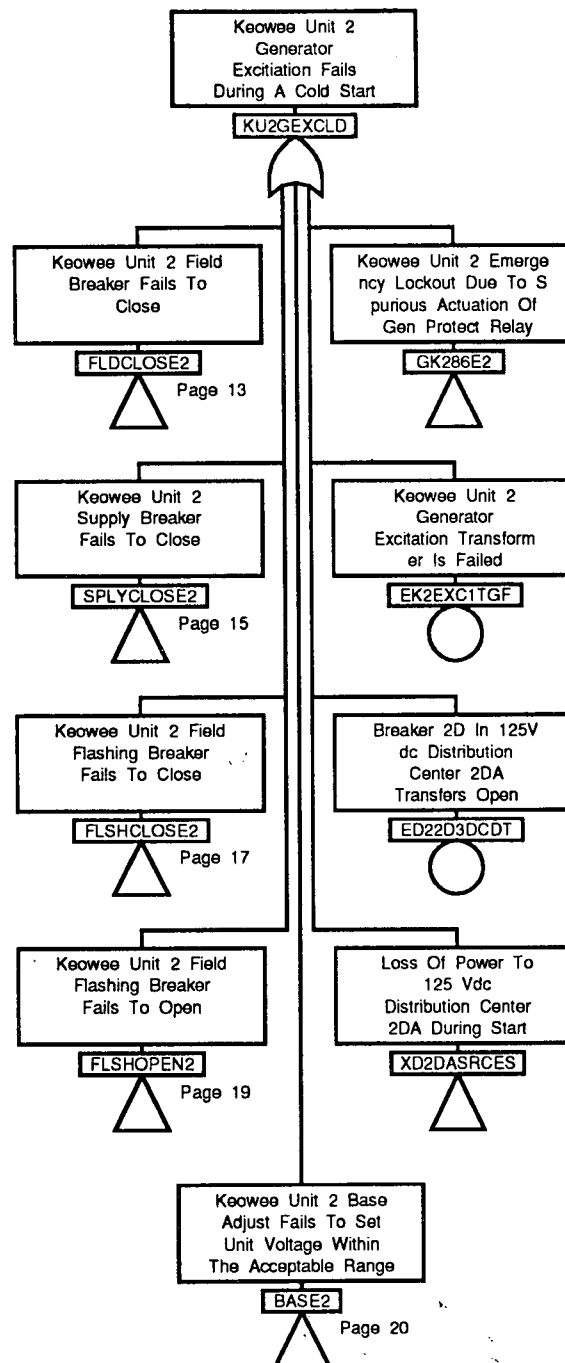 Keowee Unit 2
Generator
Excitiation Fails
During A Cold Start
KU2GEXCLD
Keowee Unit 2 Field
Breaker Fails To
Close
FLDCLOSE2
Page 13
Keowee Unit 2 Emerge
ncy Lockout Due To S
purious Actuation Of
Gen Protect Relay
GK286E2
Keowee Unit 2
Supply Breaker
Fails To Close
SPLYCLOSE2
Page 15
Keowee Unit 2
Generator
Excitation Transform
er Is Failed
EK2EXC1TGF
Keowee Unit 2 Field
Flashing Breaker
Fails To Close
FLSHCLOSE2
Page 17
Breaker 2D In 125V
dc Distribution
Center 2DA
Transfers Open
ED22D3DCDT
Keowee Unit 2 Field
Flashing Breaker
Fails To Open
FLSHOPEN2
Page 19
Loss Of Power To
125 Vdc
Distribution Center
2DA During Start
XD2DASRCES
Keowee Unit 2 Base
Adjust Fails To Set
Unit Voltage Within
The Acceptable Range
BASE2
Page 20